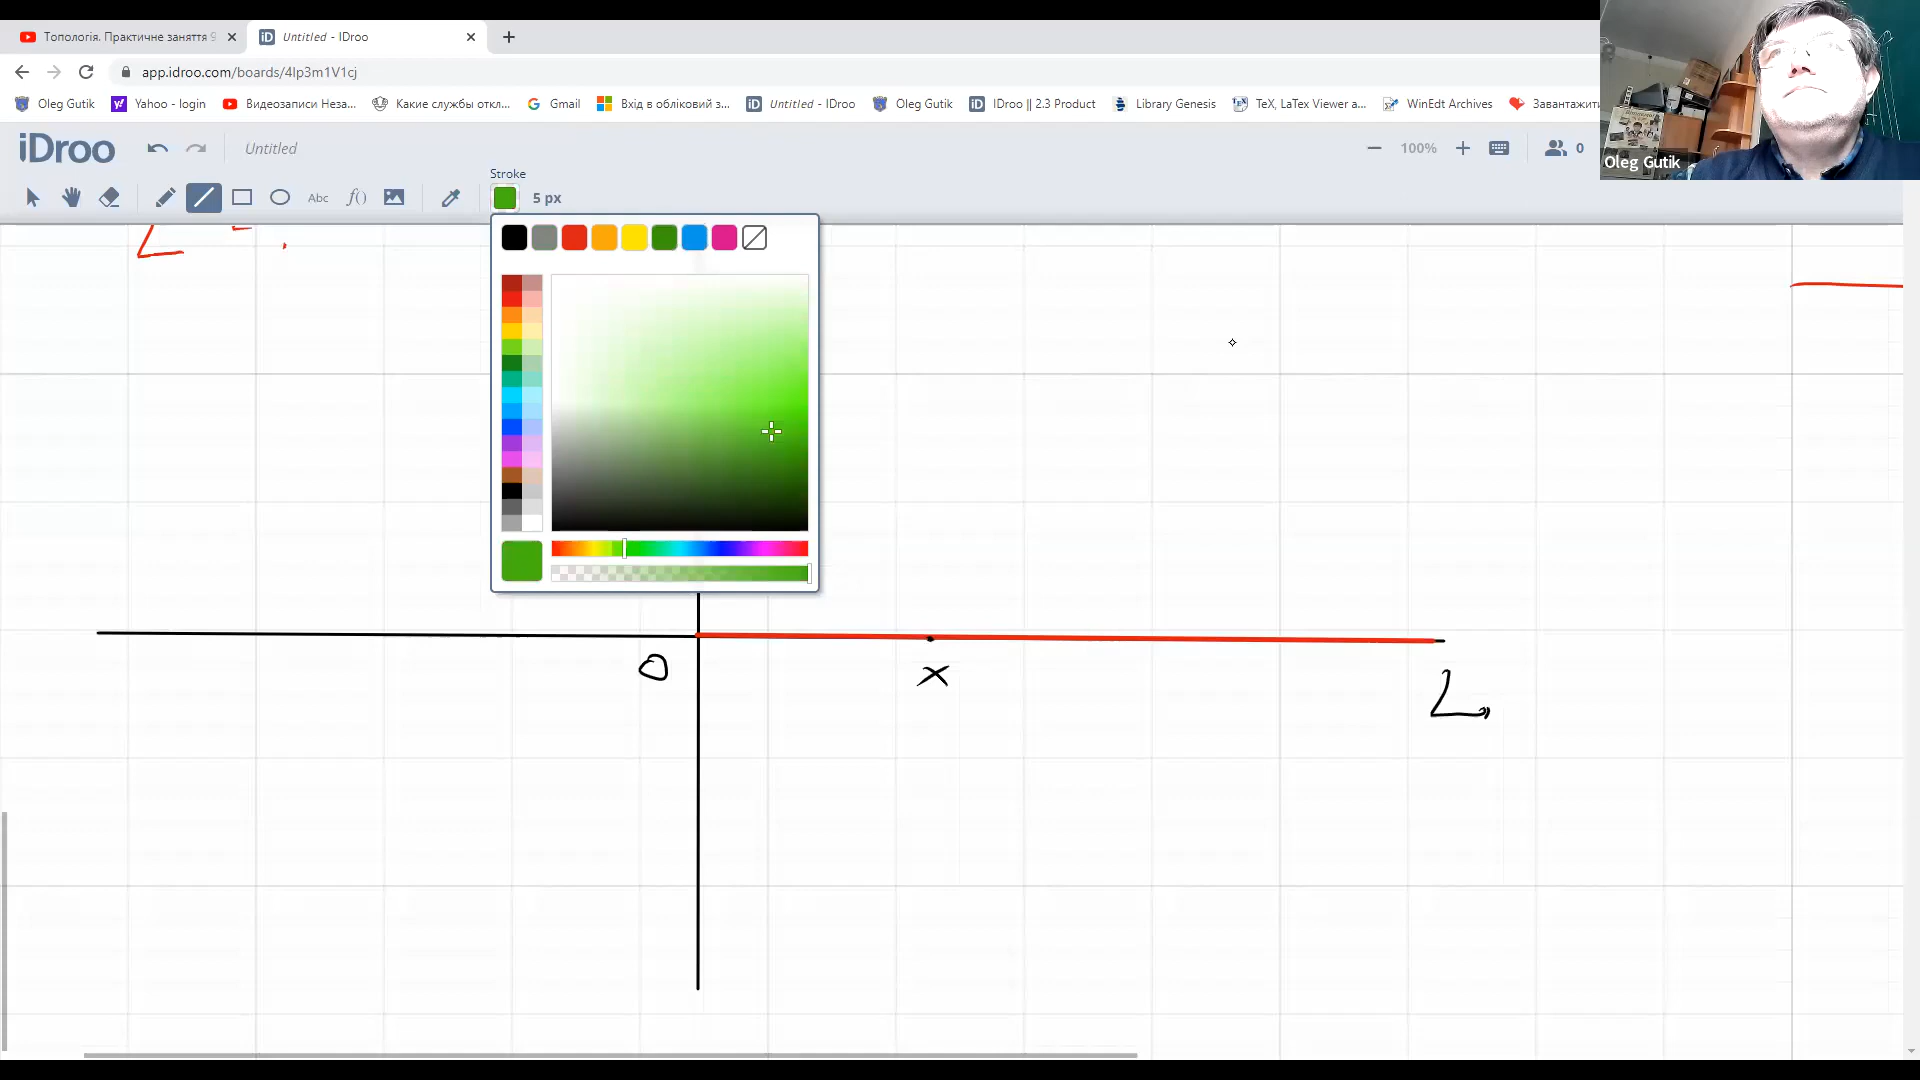 Топологія. Практичне заняття 9
Untitled - IDroo
app.idroo.com/boards/4lp3m1V1cj
Oleg Gutik
Yahoo - login
Видеозаписи Неза...
Какие службы откл...
Gmail
Вхід в обліковий з...
Untitled - IDroo
Oleg Gutik
IDroo || 2.3 Product
Library Genesis
TeX, LaTex Viewer a...
WinEdt Archives
Завантажити
iDroo
Untitled
100%
0
Oleg Gutik
Stroke
Abc
f()
5 px
0
x
L